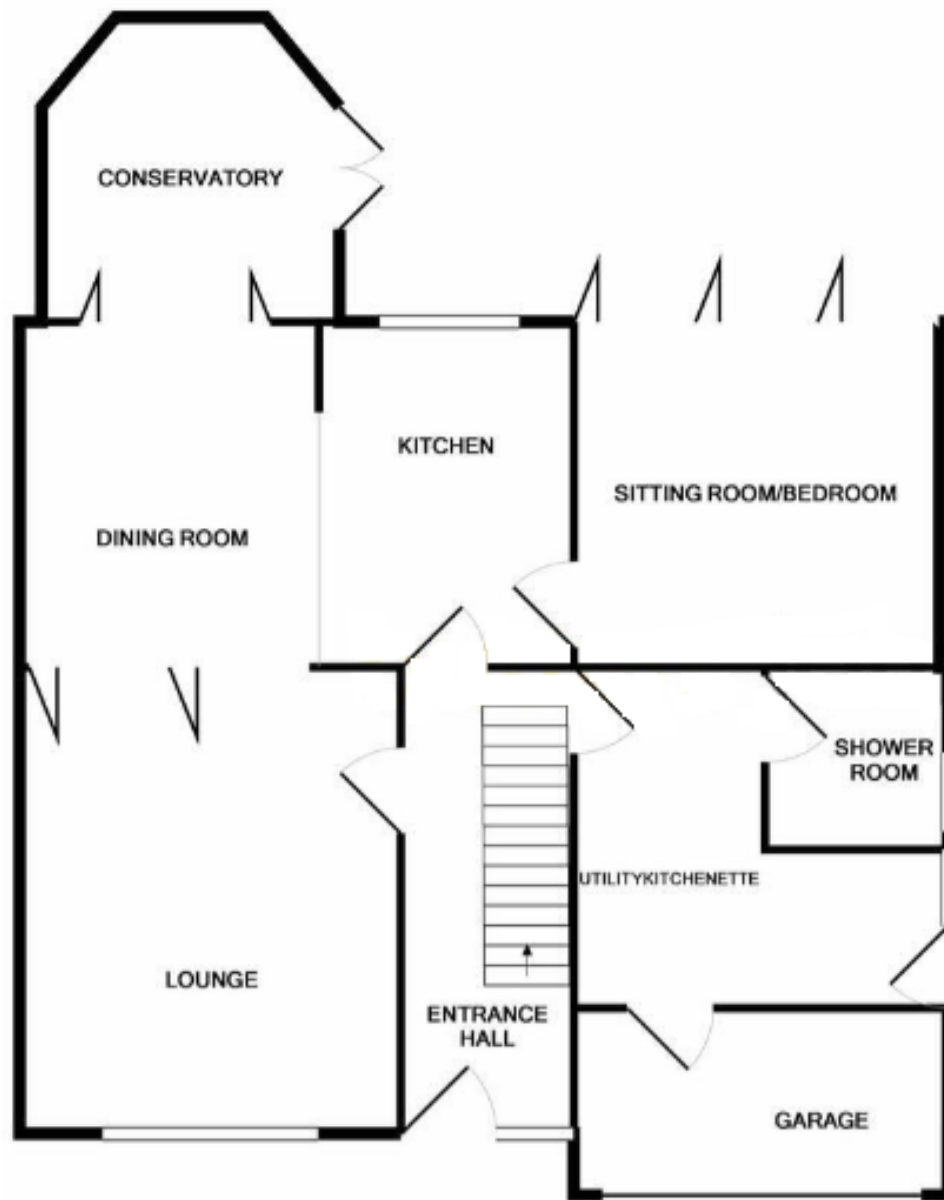 CONSERVATORY
KITCHEN
SITTING ROOM/BEDROOM
DINING ROOM
SHOWER
ROOM
UTILITYKITCHENETTE
LOUNGE
ENTRANCE
HALL
GARAGE